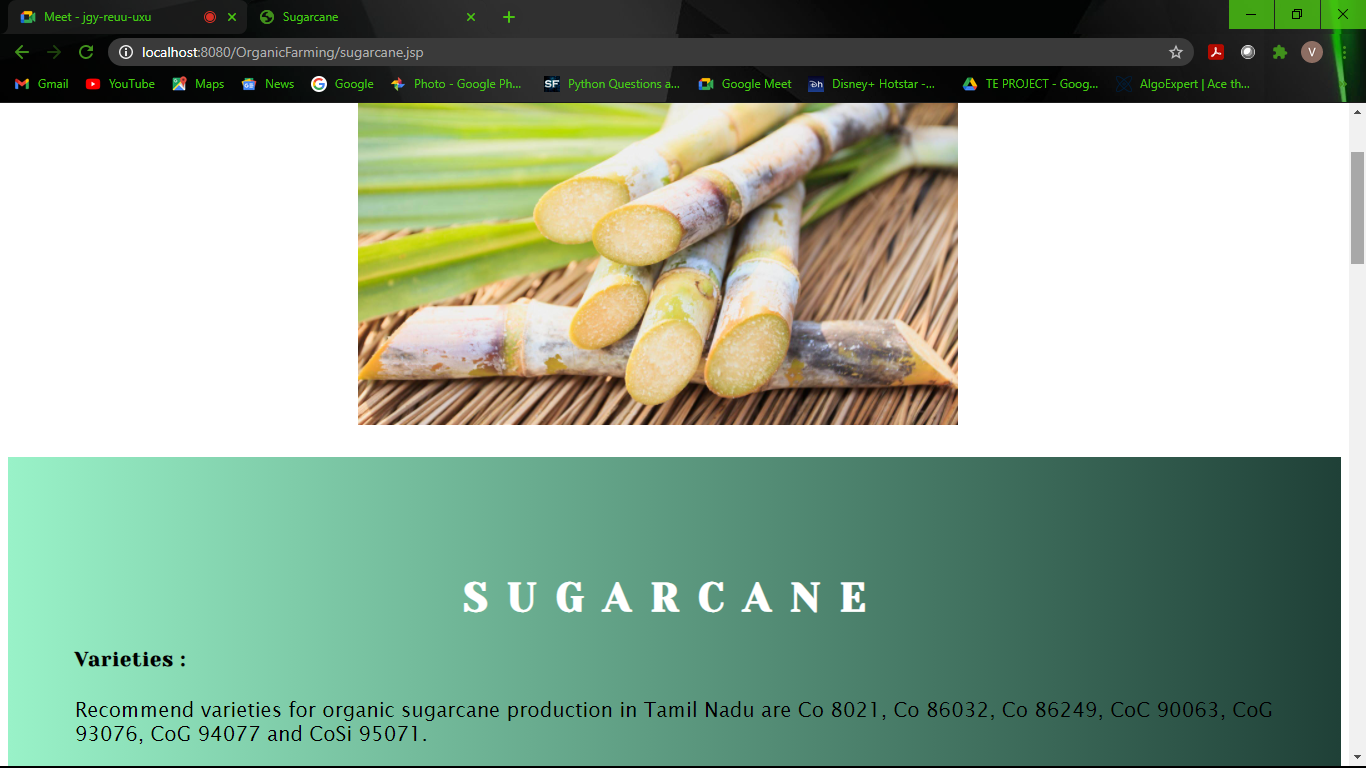 Meet - jgy-reuu-uxu
Sugarcane
localhost:8080/OrganicFarming/sugarcane.jsp
V
Gmail
YouTube
Maps
News
Google
Photo - Google Ph...
SF
Python Questions a...
Google Meet
Disney+ Hotstar -...
TE PROJECT - Goog...
AlgoExpert | Ace th...
SUGARCANE
Varieties :
Recommend varieties for organic sugarcane production in Tamil Nadu are Co 8021, Co 86032, Co 86249, CoC 90063, CoG
93076, CoG 94077 and CoSi 95071.